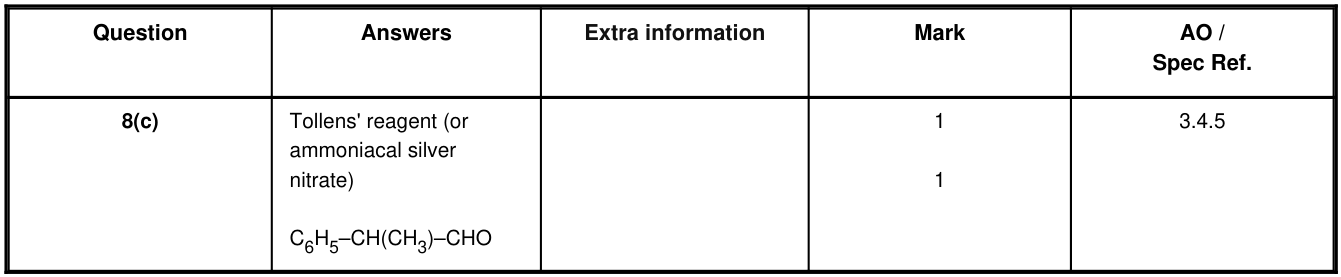 Question Answers Extra information Mark AO /
Spec Ref.
8(c) Tollens' reagent (or 1 3.4.5
ammoniacal silver
nitrate) 1
C₆H₅–CH(CH₃)–CHO